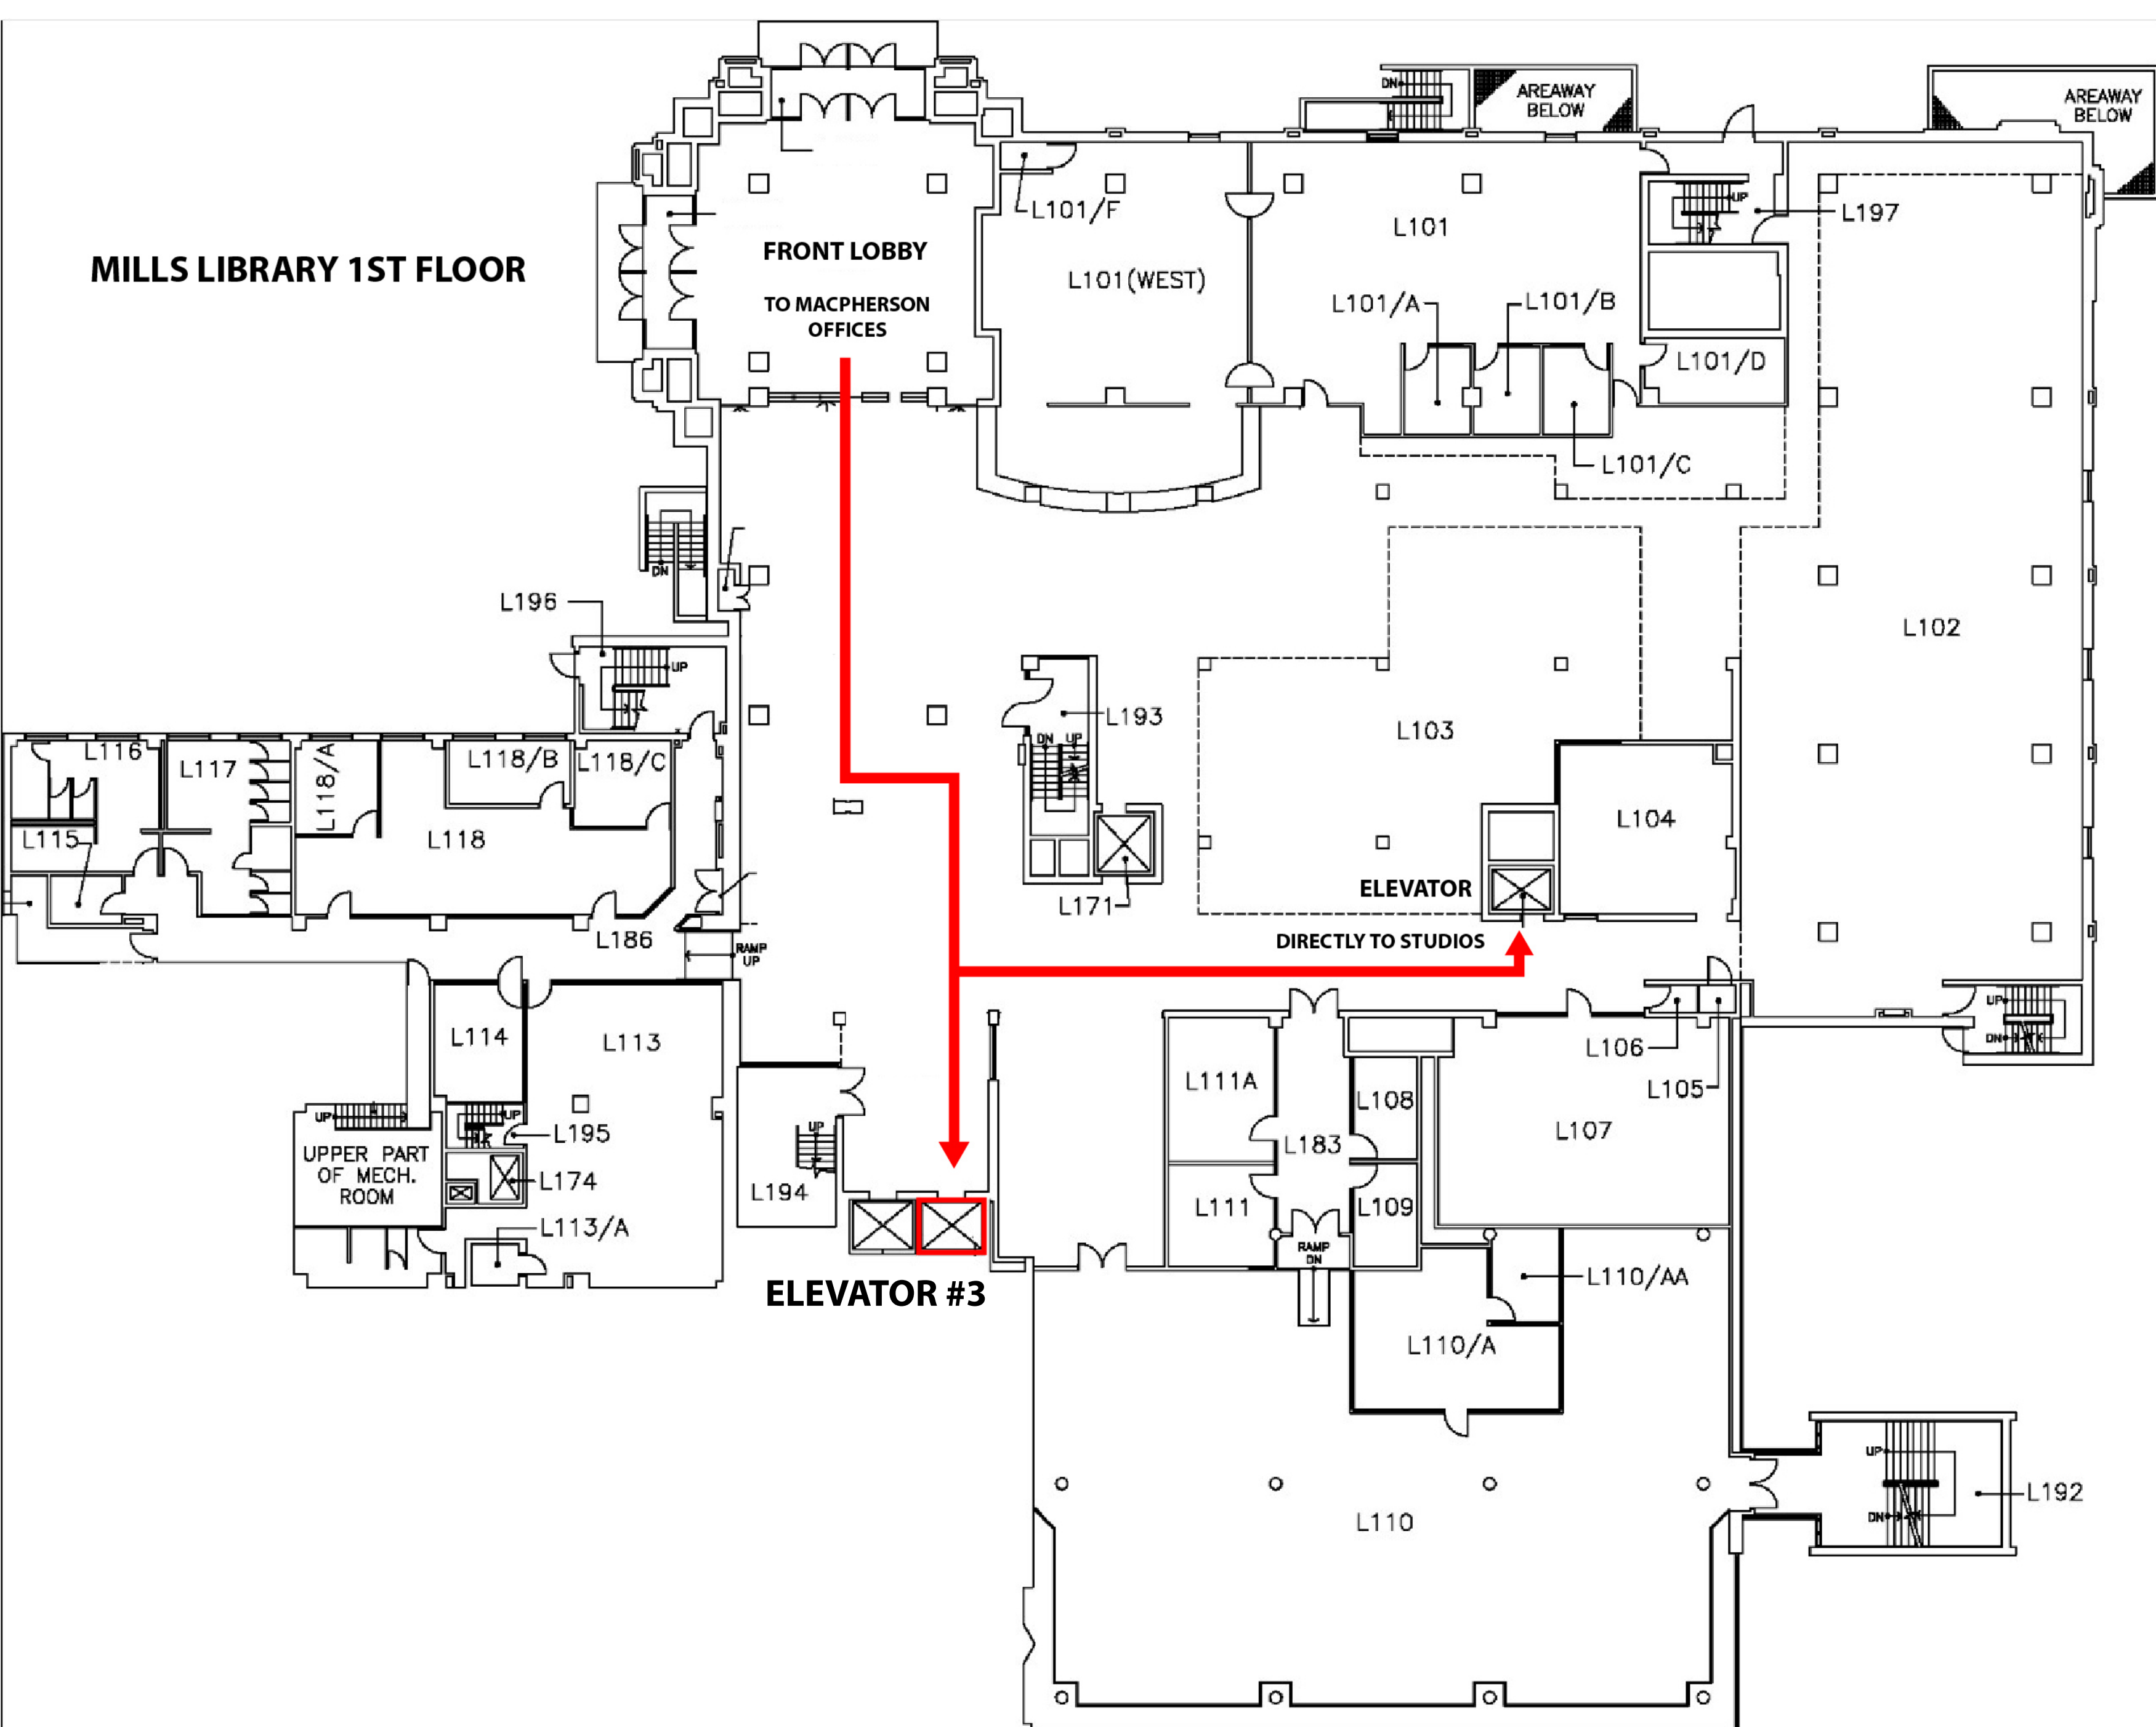 DN
AREAWAY
BELOW
AREAWAY
BELOW
L101/F
L101
UP
L197
MILLS LIBRARY 1ST FLOOR
FRONT LOBBY
L101(WEST)
TO MACPHERSON
OFFICES
L101/A
L101/B
L101/D
L101/C
DN
L196
UP
L102
L193
DN UP
L103
L116
L117
L118/A
L118/B
L118/C
L115
L118
L104
ELEVATOR
L171
L186
RAMP
UP
DIRECTLY TO STUDIOS
UP
DN
L114
L113
L106
L105
L111A
L108
L107
UP
UP
L195
UPPER PART
OF MECH.
ROOM
L174
UP
L194
L183
L111
L109
L113/A
RAMP
DN
ELEVATOR #3
L110/AA
L110/A
UP
DN
L192
L110